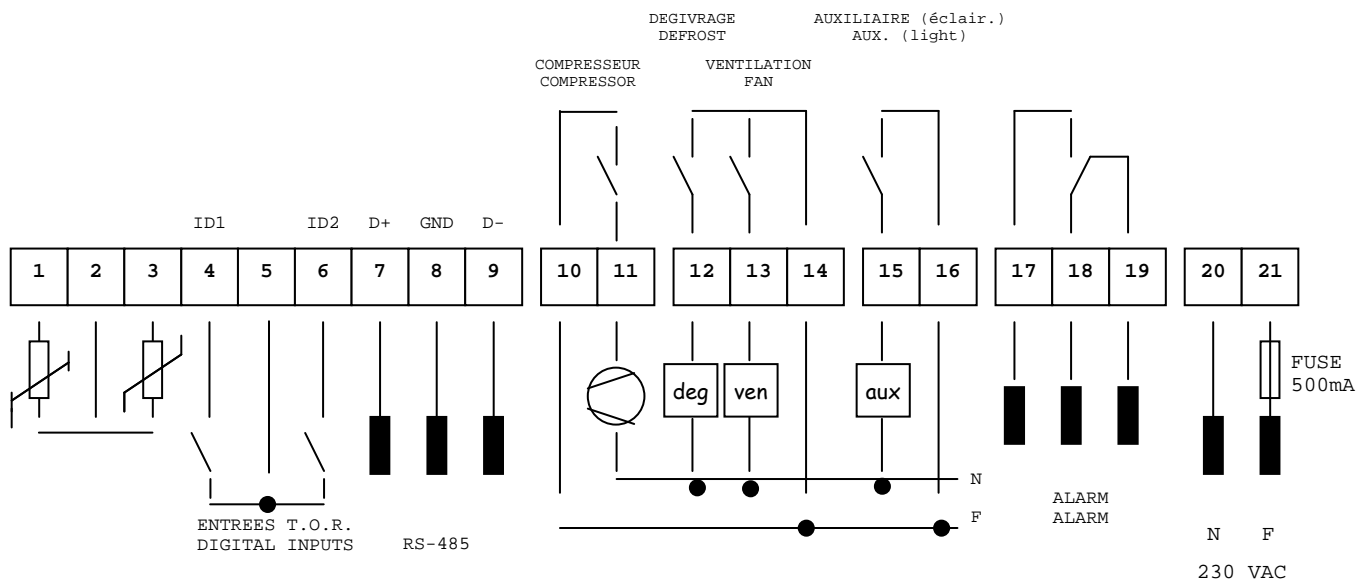 DEGIVRAGE
DEFROST
AUXILIAIRE (éclair.)
AUX. (light)
COMPRESSEUR
COMPRESSOR
VENTILATION
FAN
ID1 ID2 D+ GND D-
1 2 3 4 5 6 7 8 9 10 11 12 13 14 15 16 17 18 19 20 21
FUSE
500mA
deg ven aux
N
F
ENTREES T.O.R.
DIGITAL INPUTS
RS-485
ALARM
ALARM
N F
230 VAC